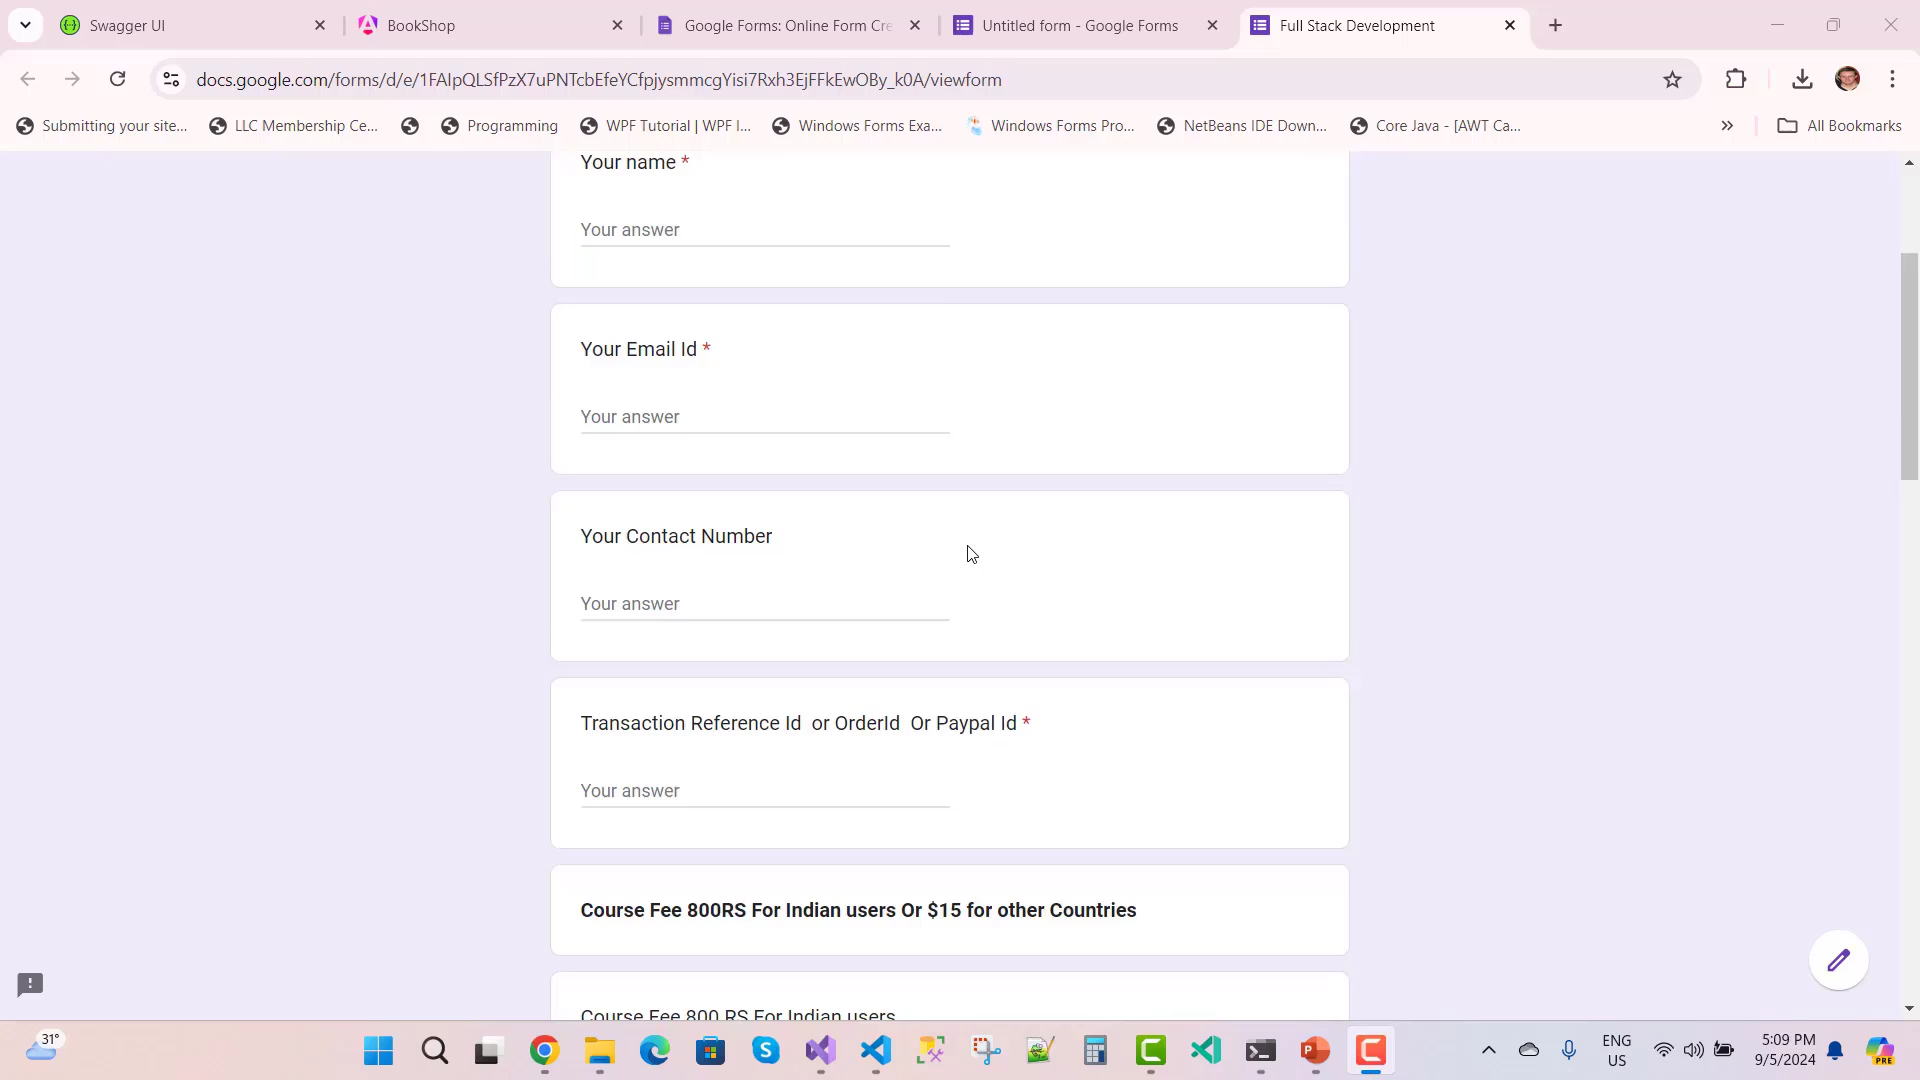 Swagger UI
BookShop
Google Forms: Online Form Cre
Untitled form - Google Forms
Full Stack Development
docs.google.com/forms/d/e/1FAIpQLSfPzX7uPNTcbEfeYCfpjysmmcgYisi7Rxh3EjFFkEwOBy_k0A/viewform
Submitting your site...
LLC Membership Ce...
Programming
WPF Tutorial | WPF I...
Windows Forms Exa...
Windows Forms Pro...
NetBeans IDE Down...
Core Java - [AWT Ca...
All Bookmarks
Your name *
Your answer
Your Email Id *
Your answer
Your Contact Number
Your answer
Transaction Reference Id  or OrderId  Or Paypal Id *
Your answer
Course Fee 800RS For Indian users Or $15 for other Countries
Course Fee 800 RS For Indian users
31°
ENG
US
5:09 PM
9/5/2024
PRE